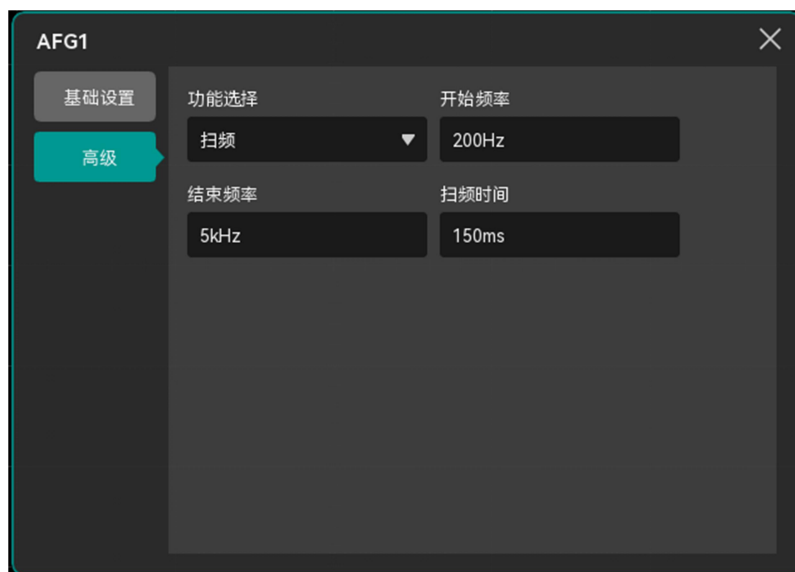 AFG1
基础设置
高级
功能选择
开始频率
扫频
200Hz
结束频率
扫频时间
5kHz
150ms